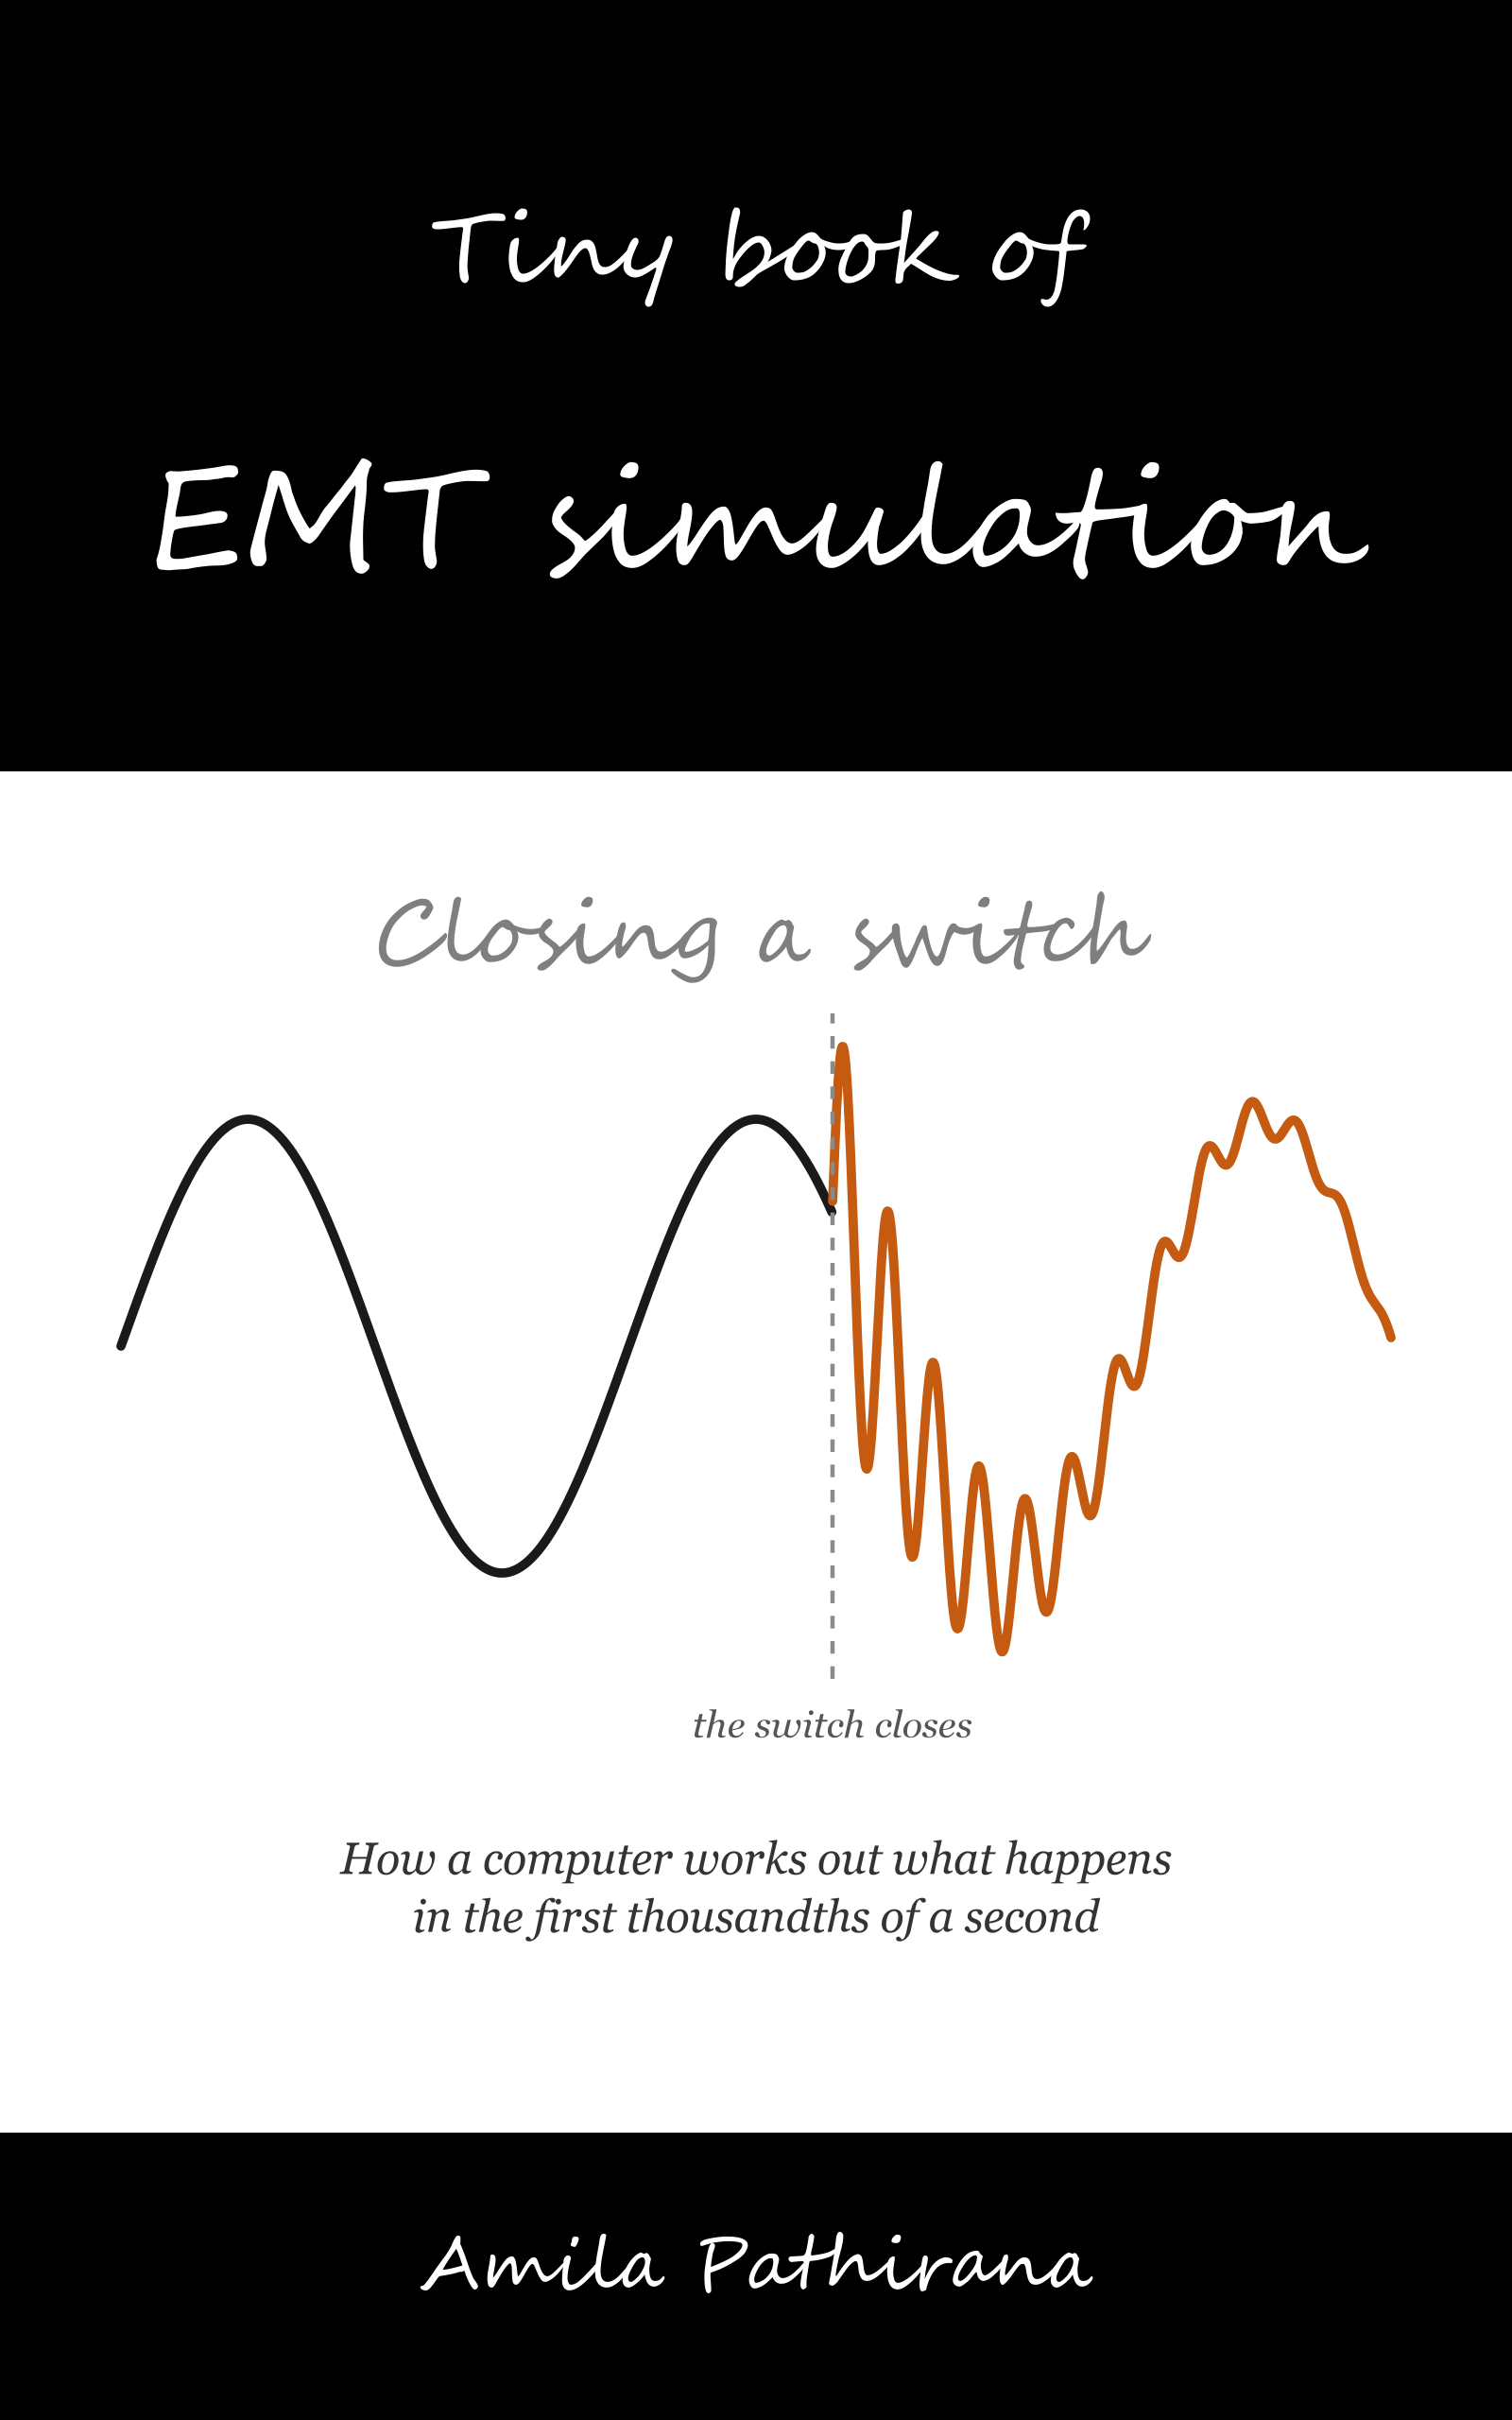 Tiny book of
EMT simulation
Closing a switch
the switch closes
How a computer works out what happens
in the first thousandths of a second
Amila Pathirana